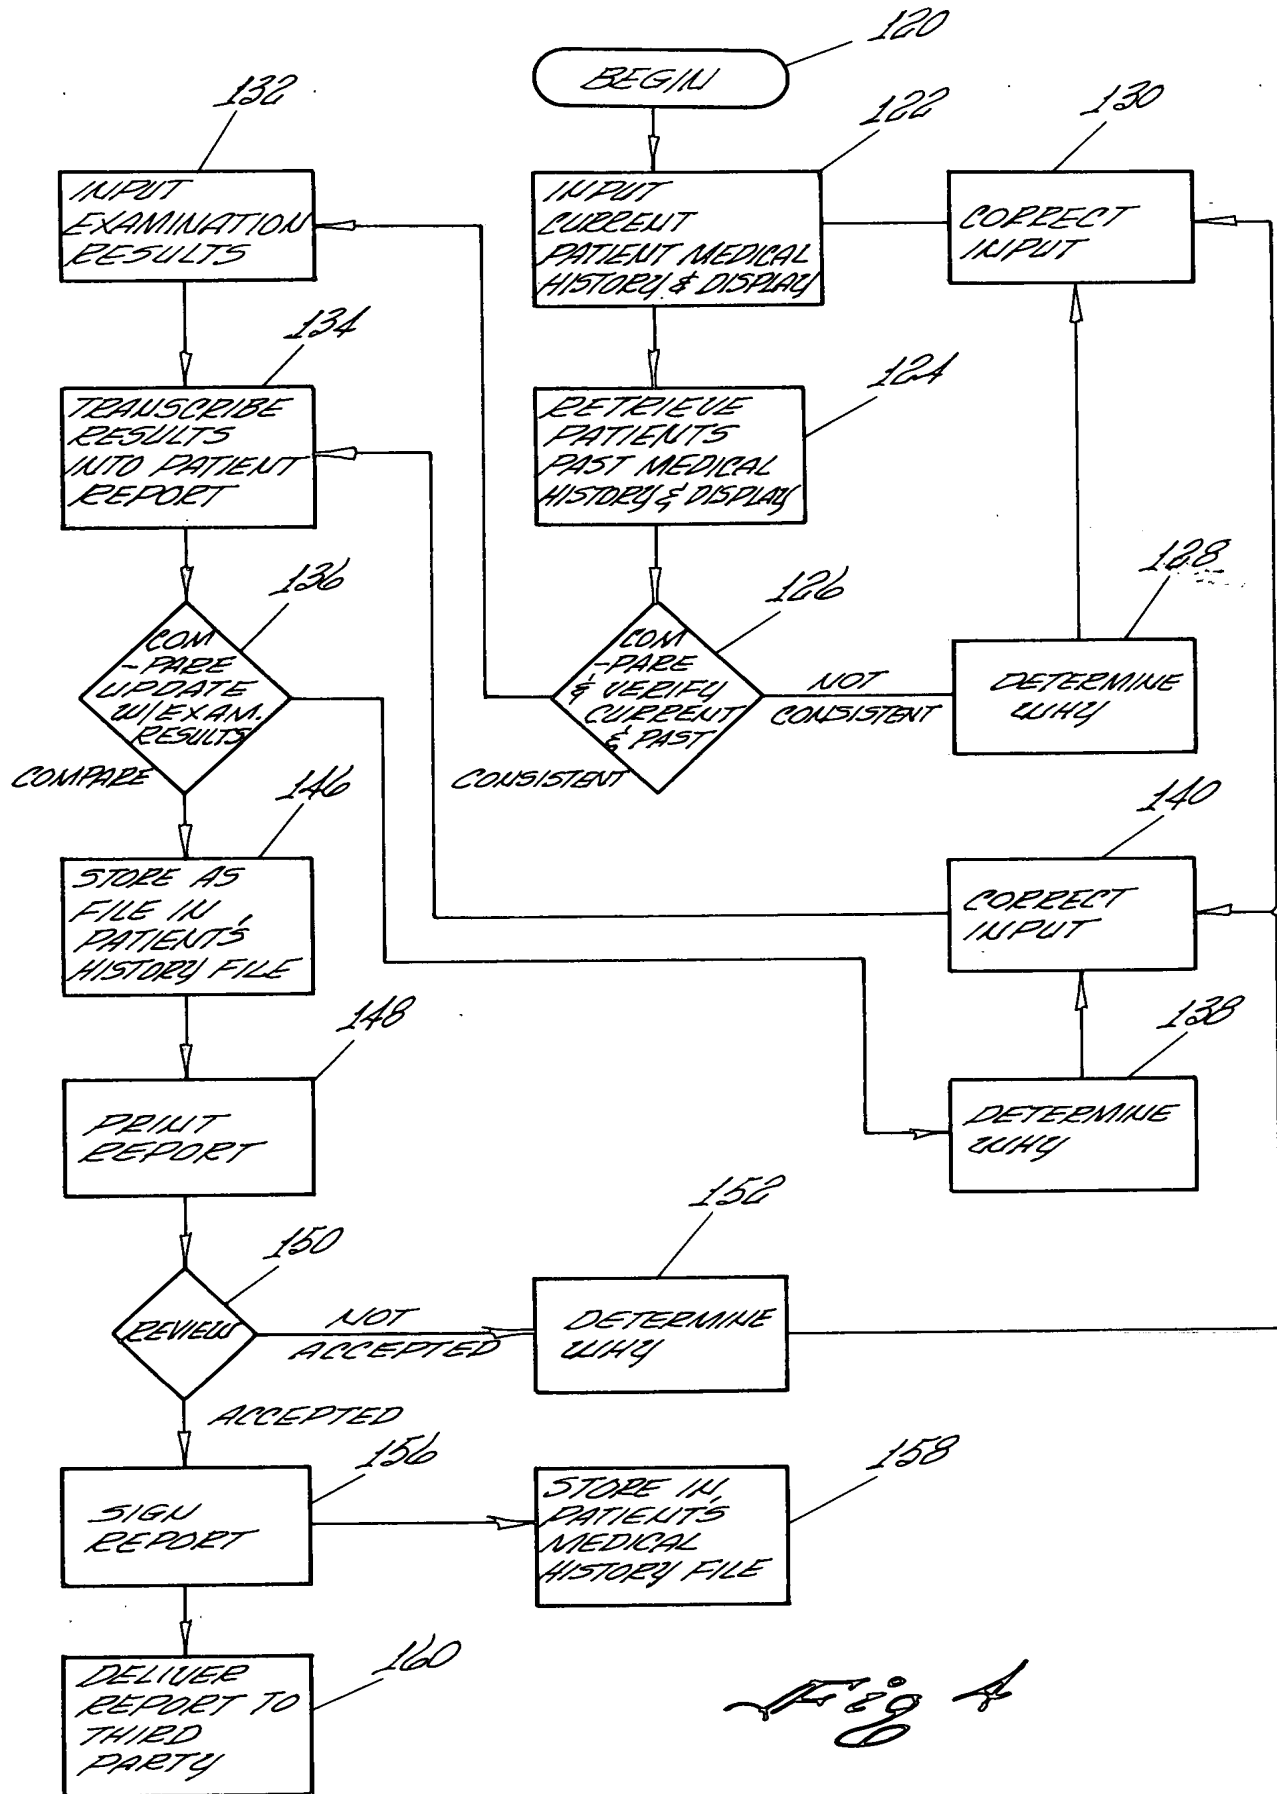 120
BEGIN
132
122
130
INPUT
EXAMINATION
RESULTS
INPUT
CURRENT
PATIENT MEDICAL
HISTORY & DISPLAY
CORRECT
INPUT
134
124
TRANSCRIBE
RESULTS
INTO PATIENT
REPORT
RETRIEVE
PATIENTS
PAST MEDICAL
HISTORY & DISPLAY
136
126
128
COM
-PARE
UPDATE
W/EXAM.
RESULTS
COMPARE
COM
-PARE
& VERIFY
CURRENT
& PAST
CONSISTENT
NOT
CONSISTENT
DETERMINE
WHY
146
140
STORE AS
FILE IN
PATIENT'S
HISTORY FILE
CORRECT
INPUT
148
138
PRINT
REPORT
DETERMINE
WHY
150
152
REVIEW
NOT
ACCEPTED
DETERMINE
WHY
ACCEPTED
156
158
SIGN
REPORT
STORE IN
PATIENT'S
MEDICAL
HISTORY FILE
160
DELIVER
REPORT TO
THIRD
PARTY
Fig 4